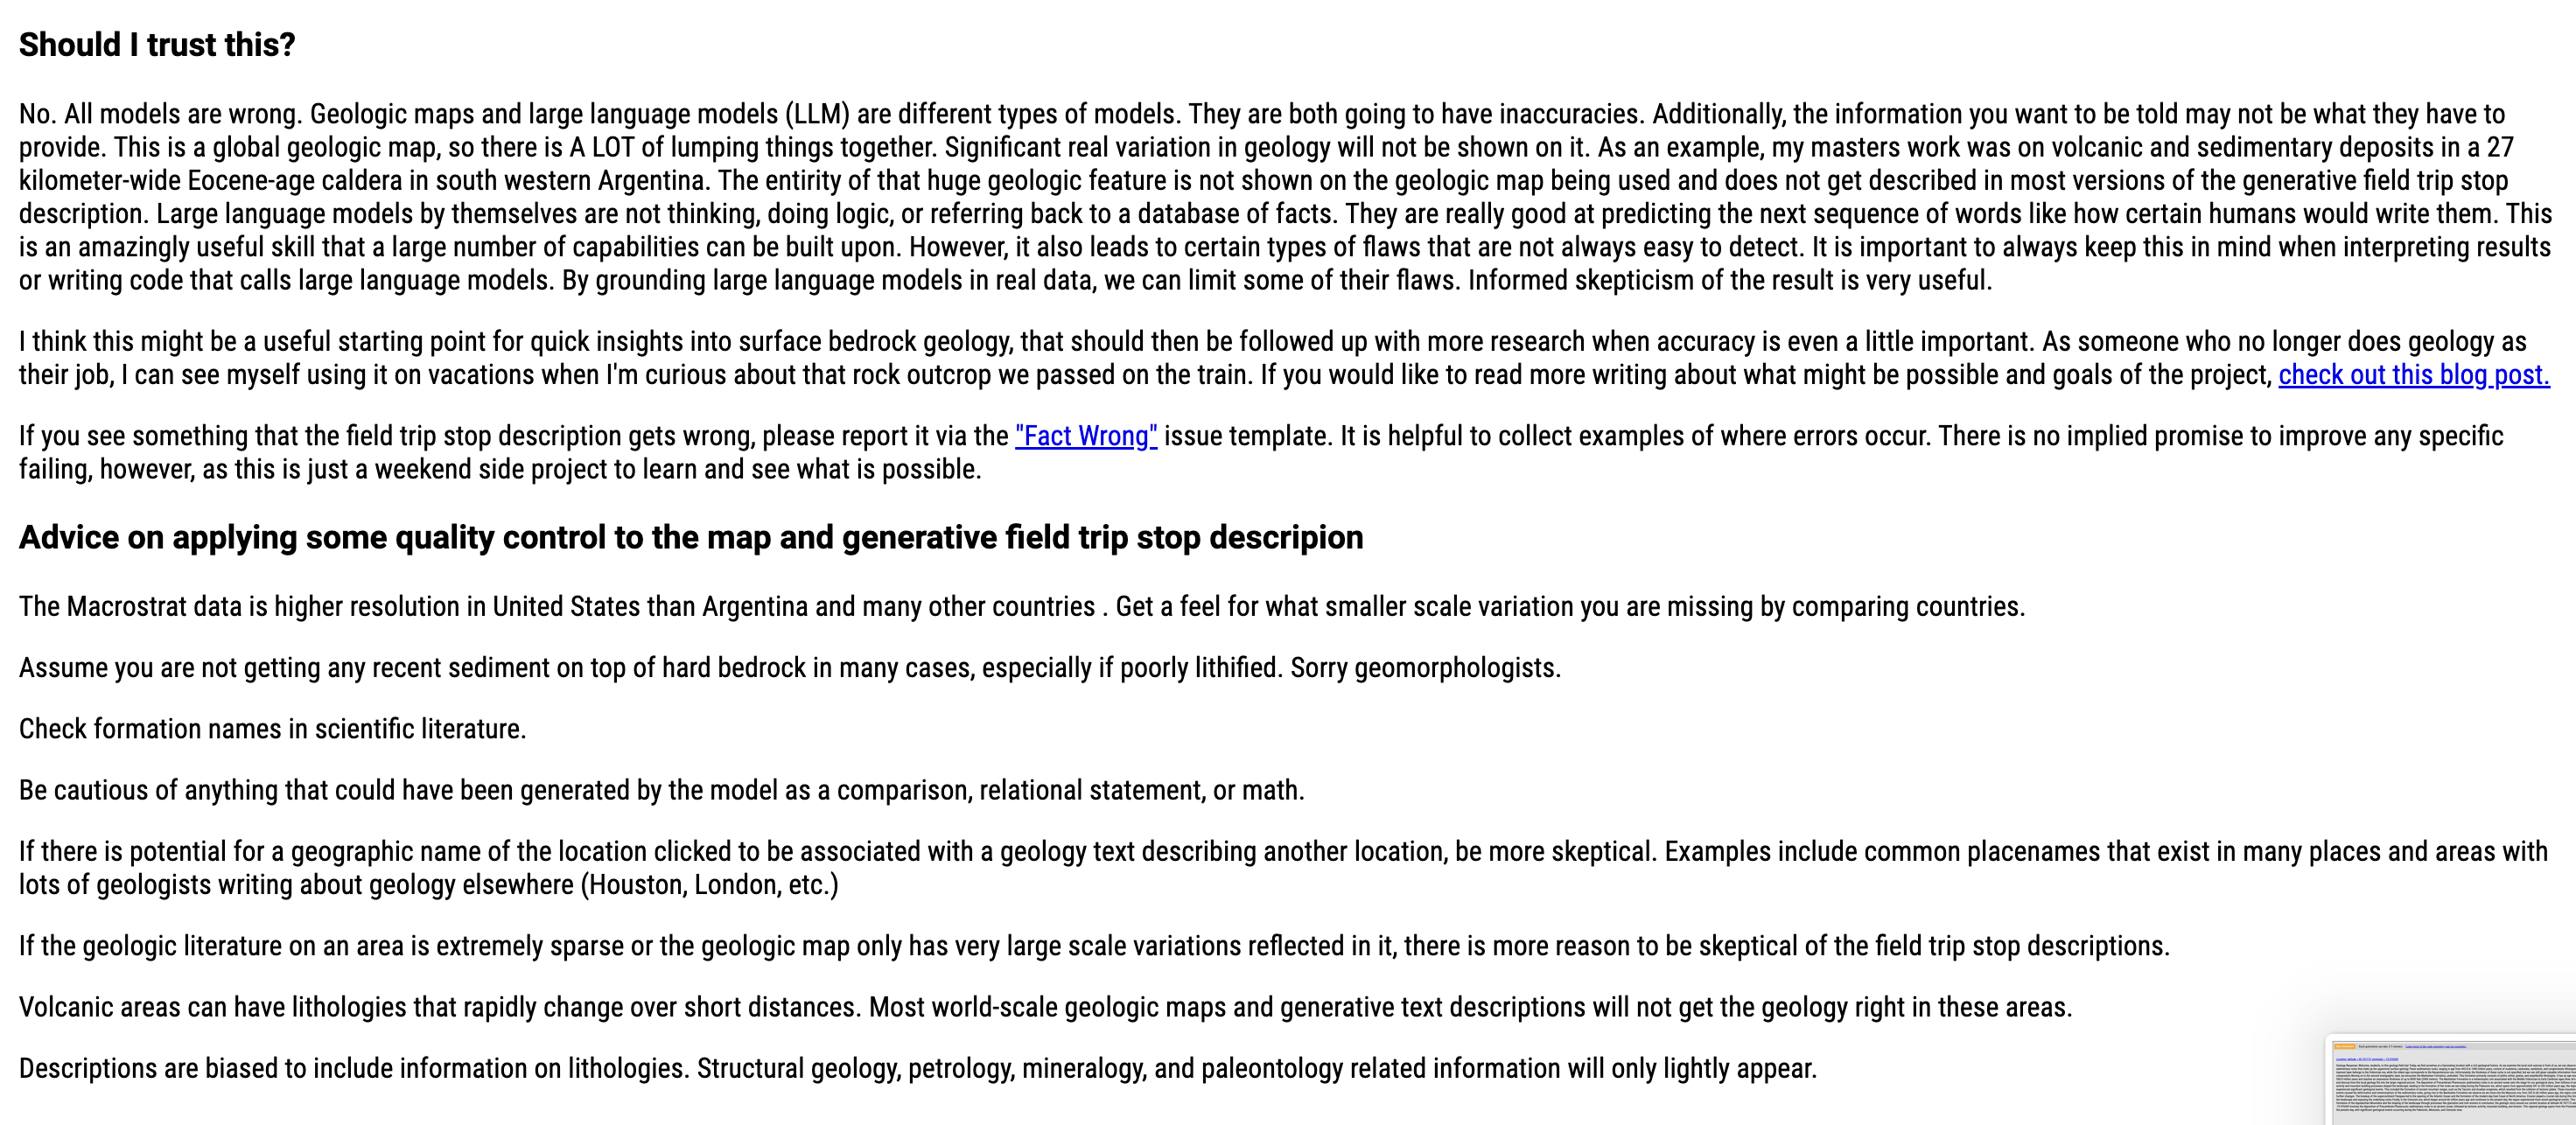 Should I trust this?
No. All models are wrong. Geologic maps and large language models (LLM) are different types of models. They are both going to have inaccuracies. Additionally, the information you want to be told may not be what they have to
provide. This is a global geologic map, so there is A LOT of lumping things together. Significant real variation in geology will not be shown on it. As an example, my masters work was on volcanic and sedimentary deposits in a 27
kilometer-wide Eocene-age caldera in south western Argentina. The entirity of that huge geologic feature is not shown on the geologic map being used and does not get described in most versions of the generative field trip stop
description. Large language models by themselves are not thinking, doing logic, or referring back to a database of facts. They are really good at predicting the next sequence of words like how certain humans would write them. This
is an amazingly useful skill that a large number of capabilities can be built upon. However, it also leads to certain types of flaws that are not always easy to detect. It is important to always keep this in mind when interpreting results
or writing code that calls large language models. By grounding large language models in real data, we can limit some of their flaws. Informed skepticism of the result is very useful.
I think this might be a useful starting point for quick insights into surface bedrock geology, that should then be followed up with more research when accuracy is even a little important. As someone who no longer does geology as
their job, I can see myself using it on vacations when I'm curious about that rock outcrop we passed on the train. If you would like to read more writing about what might be possible and goals of the project, check out this blog post.
If you see something that the field trip stop description gets wrong, please report it via the "Fact Wrong" issue template. It is helpful to collect examples of where errors occur. There is no implied promise to improve any specific
failing, however, as this is just a weekend side project to learn and see what is possible.
Advice on applying some quality control to the map and generative field trip stop descripion
The Macrostrat data is higher resolution in United States than Argentina and many other countries . Get a feel for what smaller scale variation you are missing by comparing countries.
Assume you are not getting any recent sediment on top of hard bedrock in many cases, especially if poorly lithified. Sorry geomorphologists.
Check formation names in scientific literature.
Be cautious of anything that could have been generated by the model as a comparison, relational statement, or math.
If there is potential for a geographic name of the location clicked to be associated with a geology text describing another location, be more skeptical. Examples include common placenames that exist in many places and areas with
lots of geologists writing about geology elsewhere (Houston, London, etc.)
If the geologic literature on an area is extremely sparse or the geologic map only has very large scale variations reflected in it, there is more reason to be skeptical of the field trip stop descriptions.
Volcanic areas can have lithologies that rapidly change over short distances. Most world-scale geologic maps and generative text descriptions will not get the geology right in these areas.
Descriptions are biased to include information on lithologies. Structural geology, petrology, mineralogy, and paleontology related information will only lightly appear.